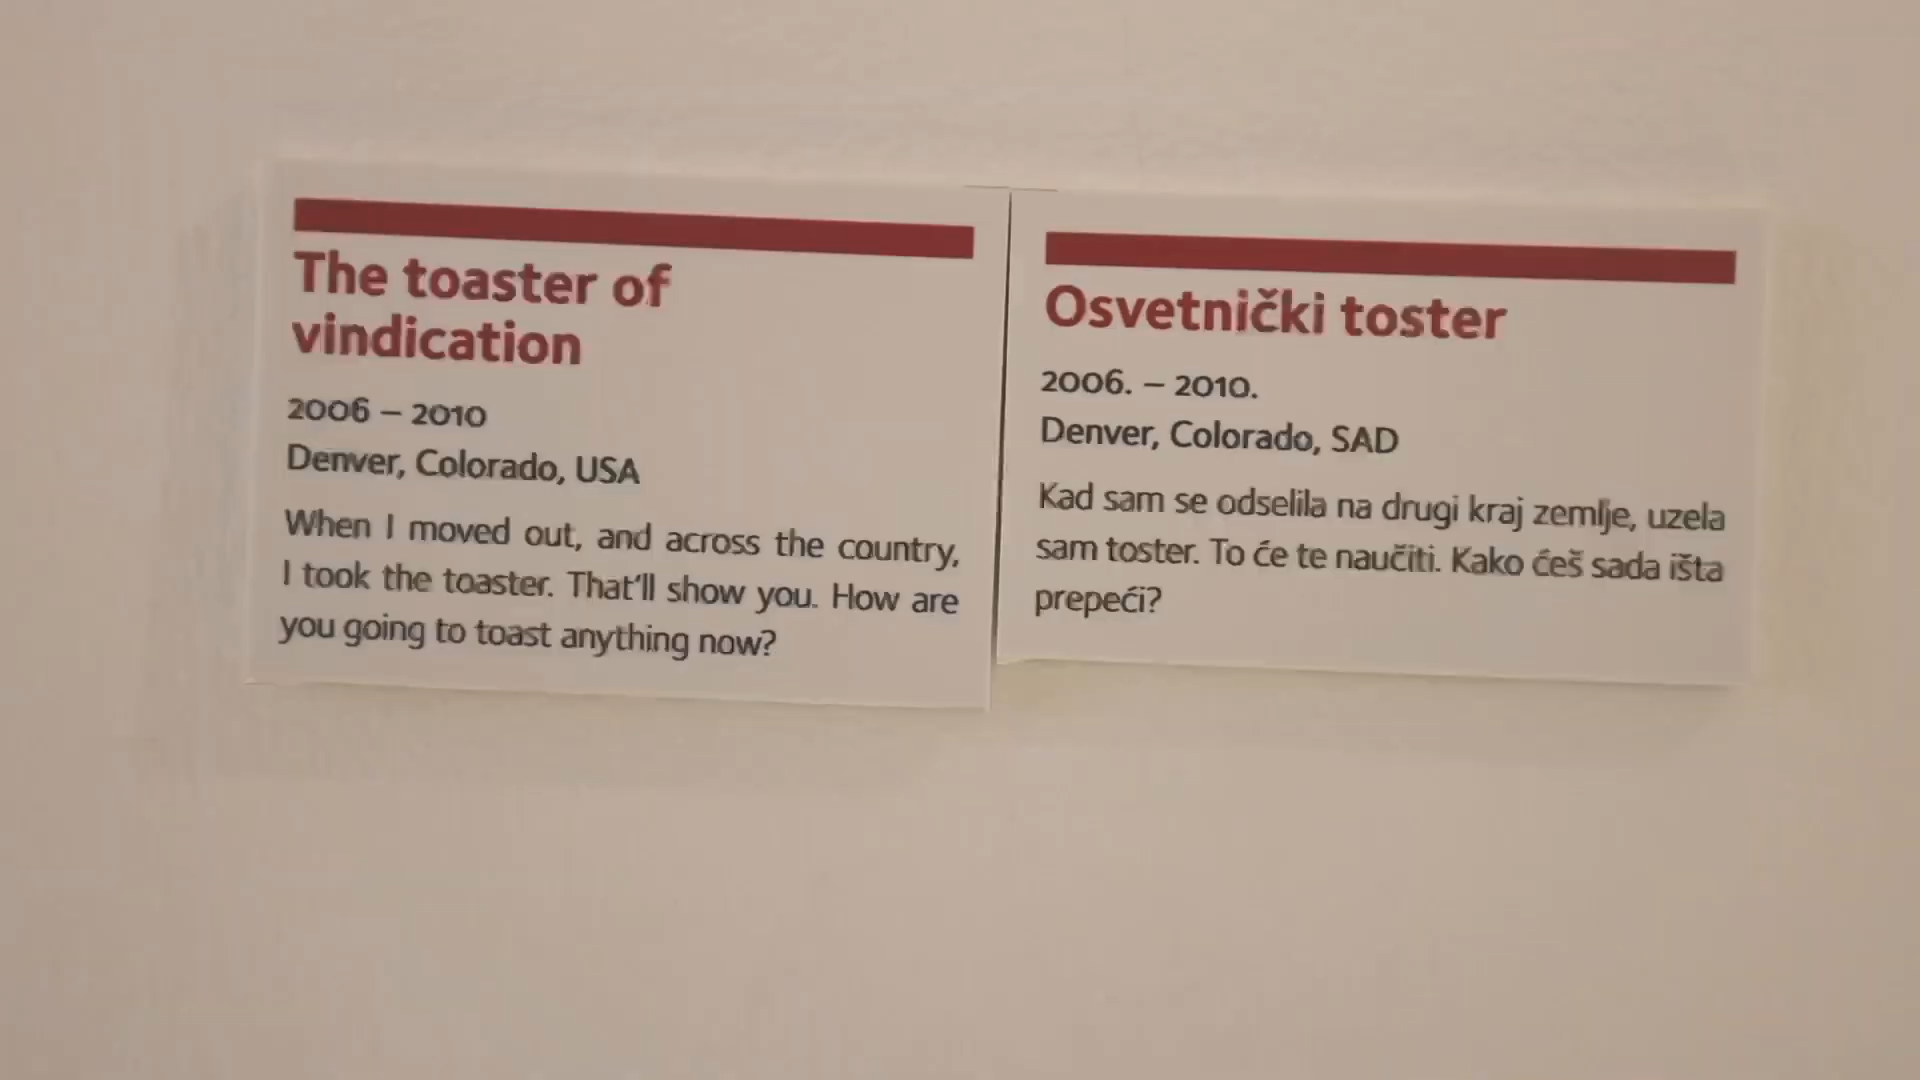 The toaster of
vindication
2006 – 2010
Denver, Colorado, USA
When I moved out, and across the country,
I took the toaster. That'll show you. How are
you going to toast anything now?
Osvetnički toster
2006. – 2010.
Denver, Colorado, SAD
Kad sam se odselila na drugi kraj zemlje, uzela
sam toster. To će te naučiti. Kako ćeš sada išta
prepeći?